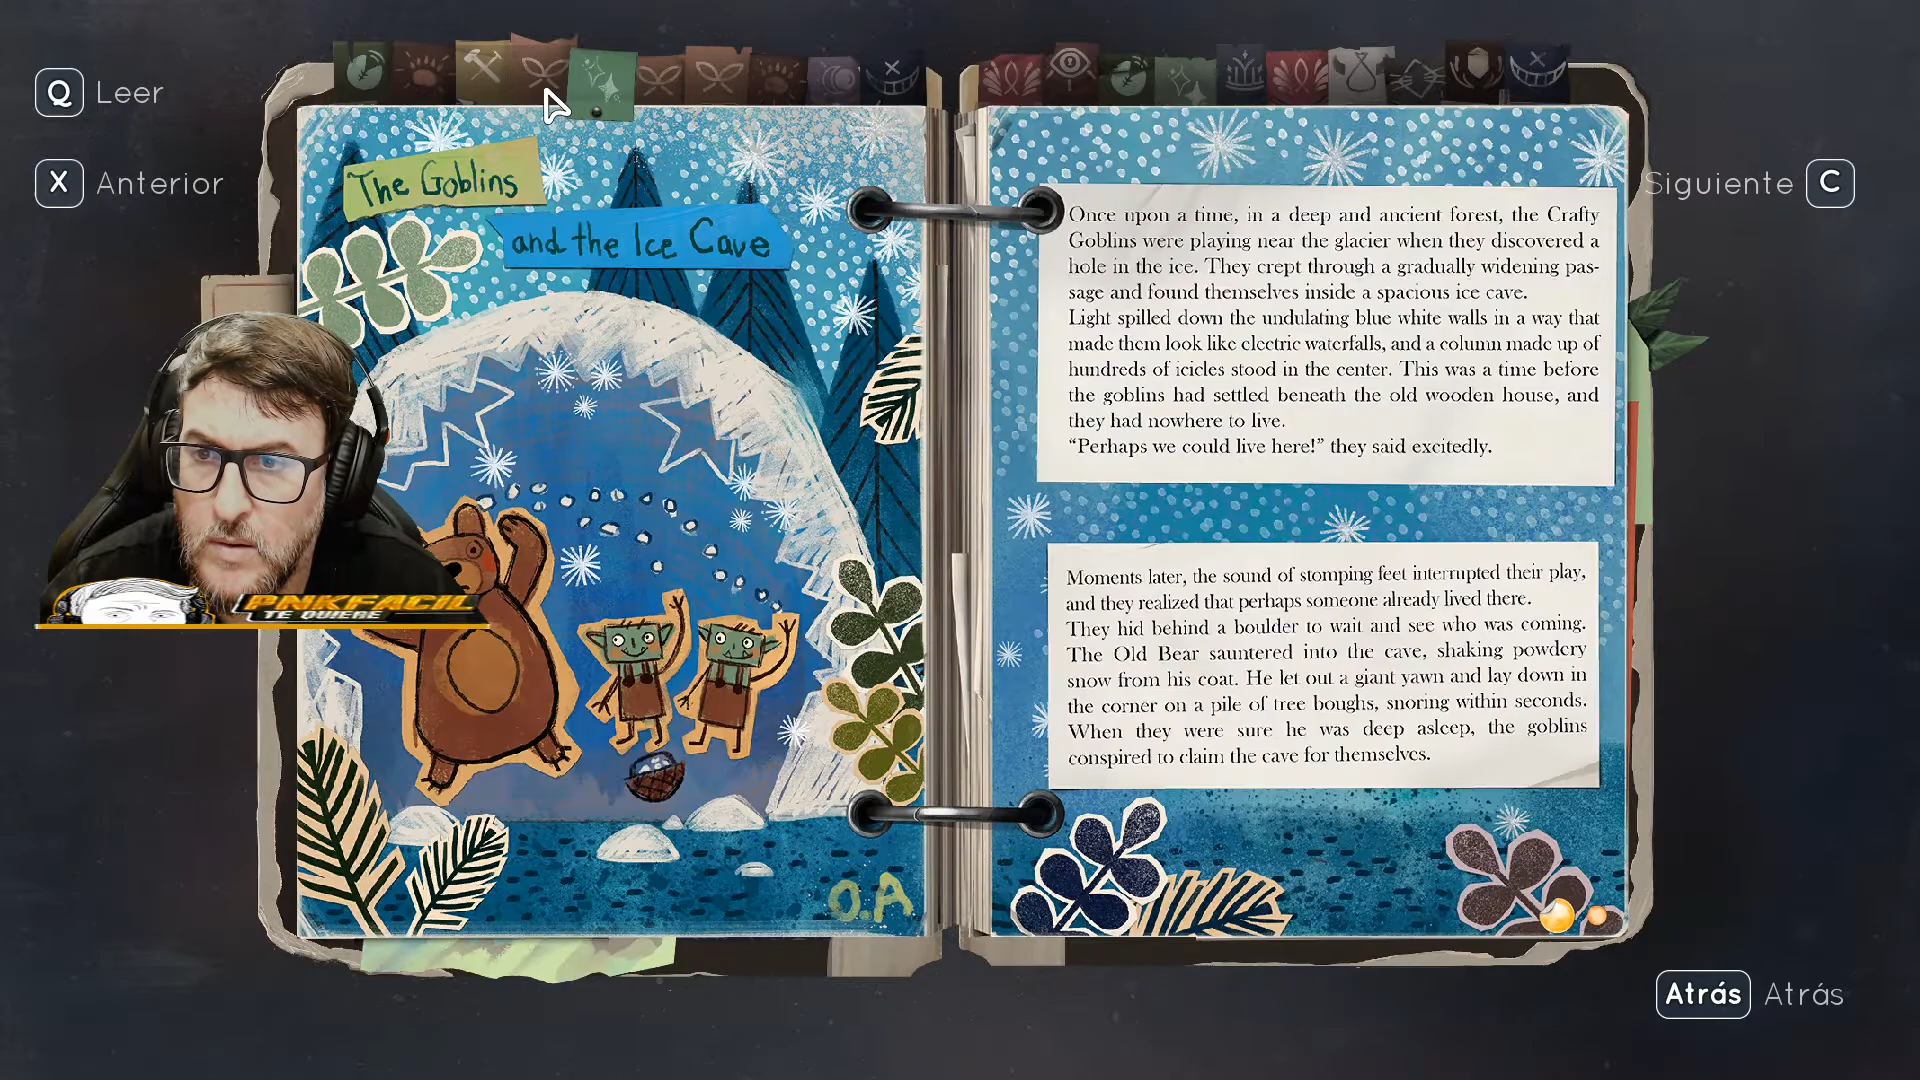 Q Leer
X Anterior
Siguiente C
The Goblins
and the Ice Cave
Once upon a time, in a deep and ancient forest, the Crafty
Goblins were playing near the glacier when they discovered a
hole in the ice. They crept through a gradually widening pas-
sage and found themselves inside a spacious ice cave.
Light spilled down the undulating blue white walls in a way that
made them look like electric waterfalls, and a column made up of
hundreds of icicles stood in the center. This was a time before
the goblins had settled beneath the old wooden house, and
they had nowhere to live.
“Perhaps we could live here!” they said excitedly.
Moments later, the sound of stomping feet interrupted their play,
and they realized that perhaps someone already lived there.
They hid behind a boulder to wait and see who was coming.
The Old Bear sauntered into the cave, shaking powdery
snow from his coat. He let out a giant yawn and lay down in
the corner on a pile of tree boughs, snoring within seconds.
When they were sure he was deep asleep, the goblins
conspired to claim the cave for themselves.
PNKFACIL
TE QUIERE
O.A
Atrás Atrás